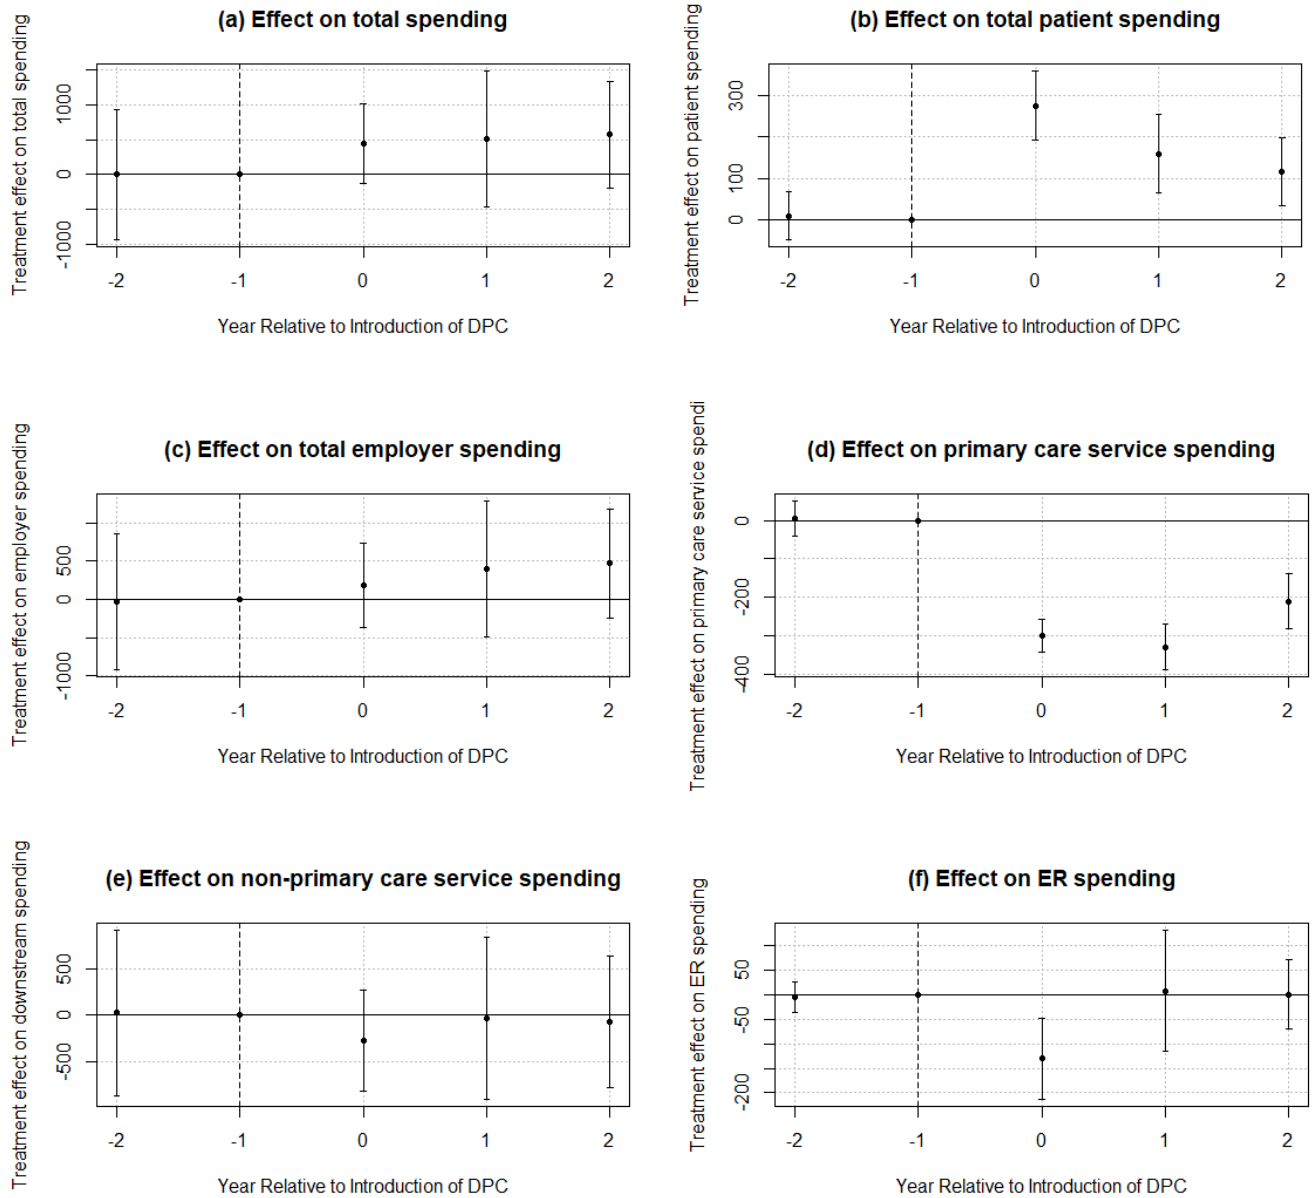 (a) Effect on total spending
Treatment effect on total spending
1000
0
-1000
-2 -1 0 1 2
Year Relative to Introduction of DPC
(b) Effect on total patient spending
Treatment effect on patient spending
300
100
0
-2 -1 0 1 2
Year Relative to Introduction of DPC
(c) Effect on total employer spending
Treatment effect on employer spending
500
0
-1000
-2 -1 0 1 2
Year Relative to Introduction of DPC
(d) Effect on primary care service spending
Treatment effect on primary care service spendi
0
-200
-400
-2 -1 0 1 2
Year Relative to Introduction of DPC
(e) Effect on non-primary care service spending
Treatment effect on downstream spending
500
0
-500
-2 -1 0 1 2
Year Relative to Introduction of DPC
(f) Effect on ER spending
Treatment effect on ER spending
50
-50
-200
-2 -1 0 1 2
Year Relative to Introduction of DPC